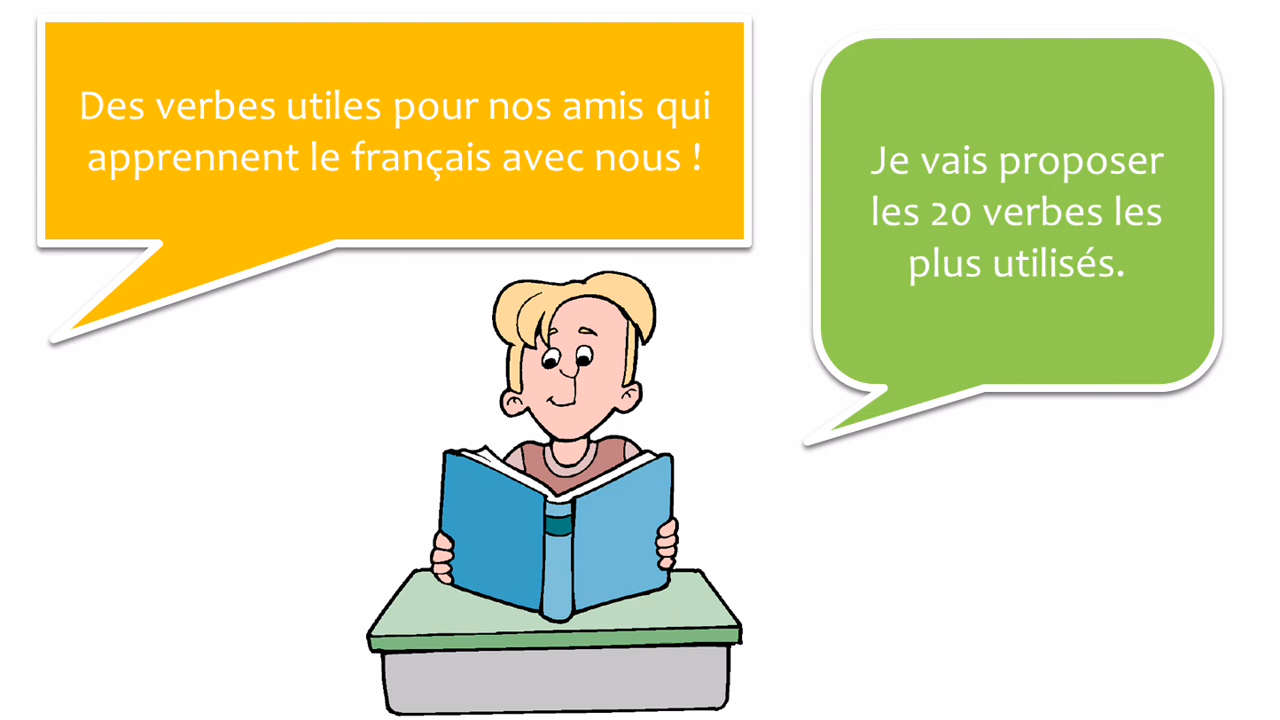 Des verbes utiles pour nos amis qui
apprennent le français avec nous !
Je vais proposer
les 20 verbes les
plus utilisés.